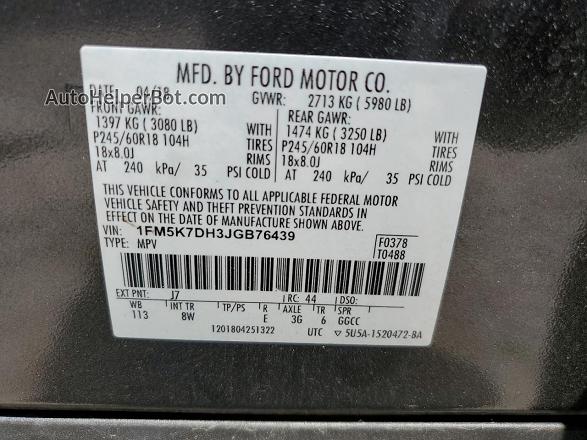 MFD. BY FORD MOTOR CO.
DATE 04/18 GVWR: 2713 KG ( 5980 LB)
AutoHelperBot.com
FRONT GAWR: REAR GAWR:
1397 KG ( 3080 LB) WITH 1474 KG ( 3250 LB) WITH
P245/60R18 104H TIRES P245/60R18 104H TIRES
18x8.0J RIMS 18x8.0J RIMS
AT 240 kPa/ 35 PSI COLD AT 240 kPa/ 35 PSI COLD
THIS VEHICLE CONFORMS TO ALL APPLICABLE FEDERAL MOTOR
VEHICLE SAFETY AND THEFT PREVENTION STANDARDS IN
EFFECT ON THE DATE OF MANUFACTURE SHOWN ABOVE.
VIN: 1FM5K7DH3JGB76439 F0378
TYPE: MPV T0488
EXT PNT: J7 RC: 44 DSO:
WB INT TR TP/PS R AXLE TR SPR
113 8W E 3G 6 GGCC
1201804251322 UTC ▽ 5U5A-1520472-BA